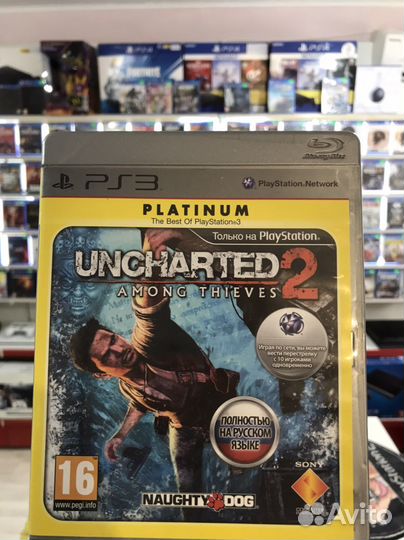 Blu-ray Disc
PS3
PlayStation Network
PLATINUM
The Best Of PlayStation®3
Только на PlayStation®
UNCHARTED 2
AMONG THIEVES
Играя по сети, вы можете
вести перестрелку
с 10 игроками
одновременно
ПОЛНОСТЬЮ
НА РУССКОМ
ЯЗЫКЕ
16
www.pegi.info
NAUGHTY DOG
SONY
Avito